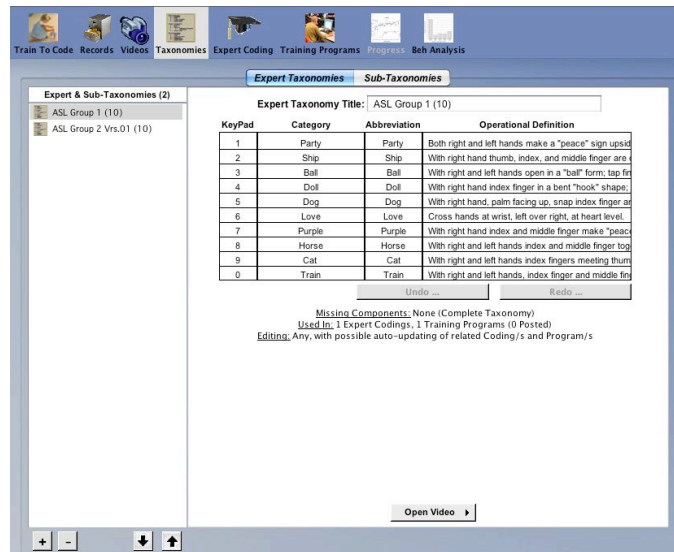 Train To Code Records Videos Taxonomies Expert Coding Training Programs Progress Beh Analysis
Expert Taxonomies Sub-Taxonomies
Expert & Sub-Taxonomies (2)
ASL Group 1 (10)
ASL Group 2 Vrs.01 (10)
Expert Taxonomy Title: ASL Group 1 (10)
KeyPad Category Abbreviation Operational Definition
1 Party Party Both right and left hands make a "peace" sign upsid
2 Ship Ship With right hand thumb, index, and middle finger are
3 Ball Ball With right and left hands open in a "ball" form; tap fin
4 Doll Doll With right hand index finger in a bent "hook" shape;
5 Dog Dog With right hand, palm facing up, snap index finger ar
6 Love Love Cross hands at wrist, left over right, at heart level.
7 Purple Purple With right hand index and middle finger make "peace
8 Horse Horse With right and left hands index and middle finger tog
9 Cat Cat With right and left hands index fingers meeting thum
0 Train Train With right and left hands, index finger and middle fing
Undo ... Redo ...
Missing Components: None (Complete Taxonomy)
Used In: 1 Expert Codings, 1 Training Programs (0 Posted)
Editing: Any, with possible auto-updating of related Coding/s and Program/s
Open Video
+ -